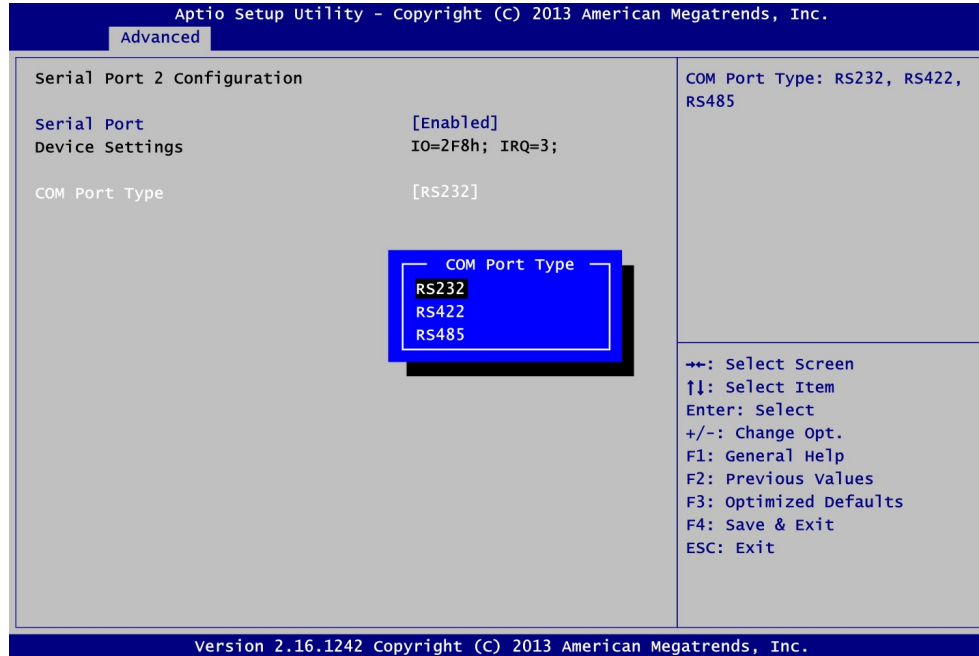 Aptio Setup Utility - Copyright (C) 2013 American Megatrends, Inc.
Advanced
Serial Port 2 Configuration
Serial Port [Enabled]
Device Settings IO=2F8h; IRQ=3;
COM Port Type [RS232]
COM Port Type
RS232
RS422
RS485
COM Port Type: RS232, RS422,
RS485
→←: Select Screen
↑↓: Select Item
Enter: Select
+/-: Change Opt.
F1: General Help
F2: Previous Values
F3: Optimized Defaults
F4: Save & Exit
ESC: Exit
Version 2.16.1242 Copyright (C) 2013 American Megatrends, Inc.